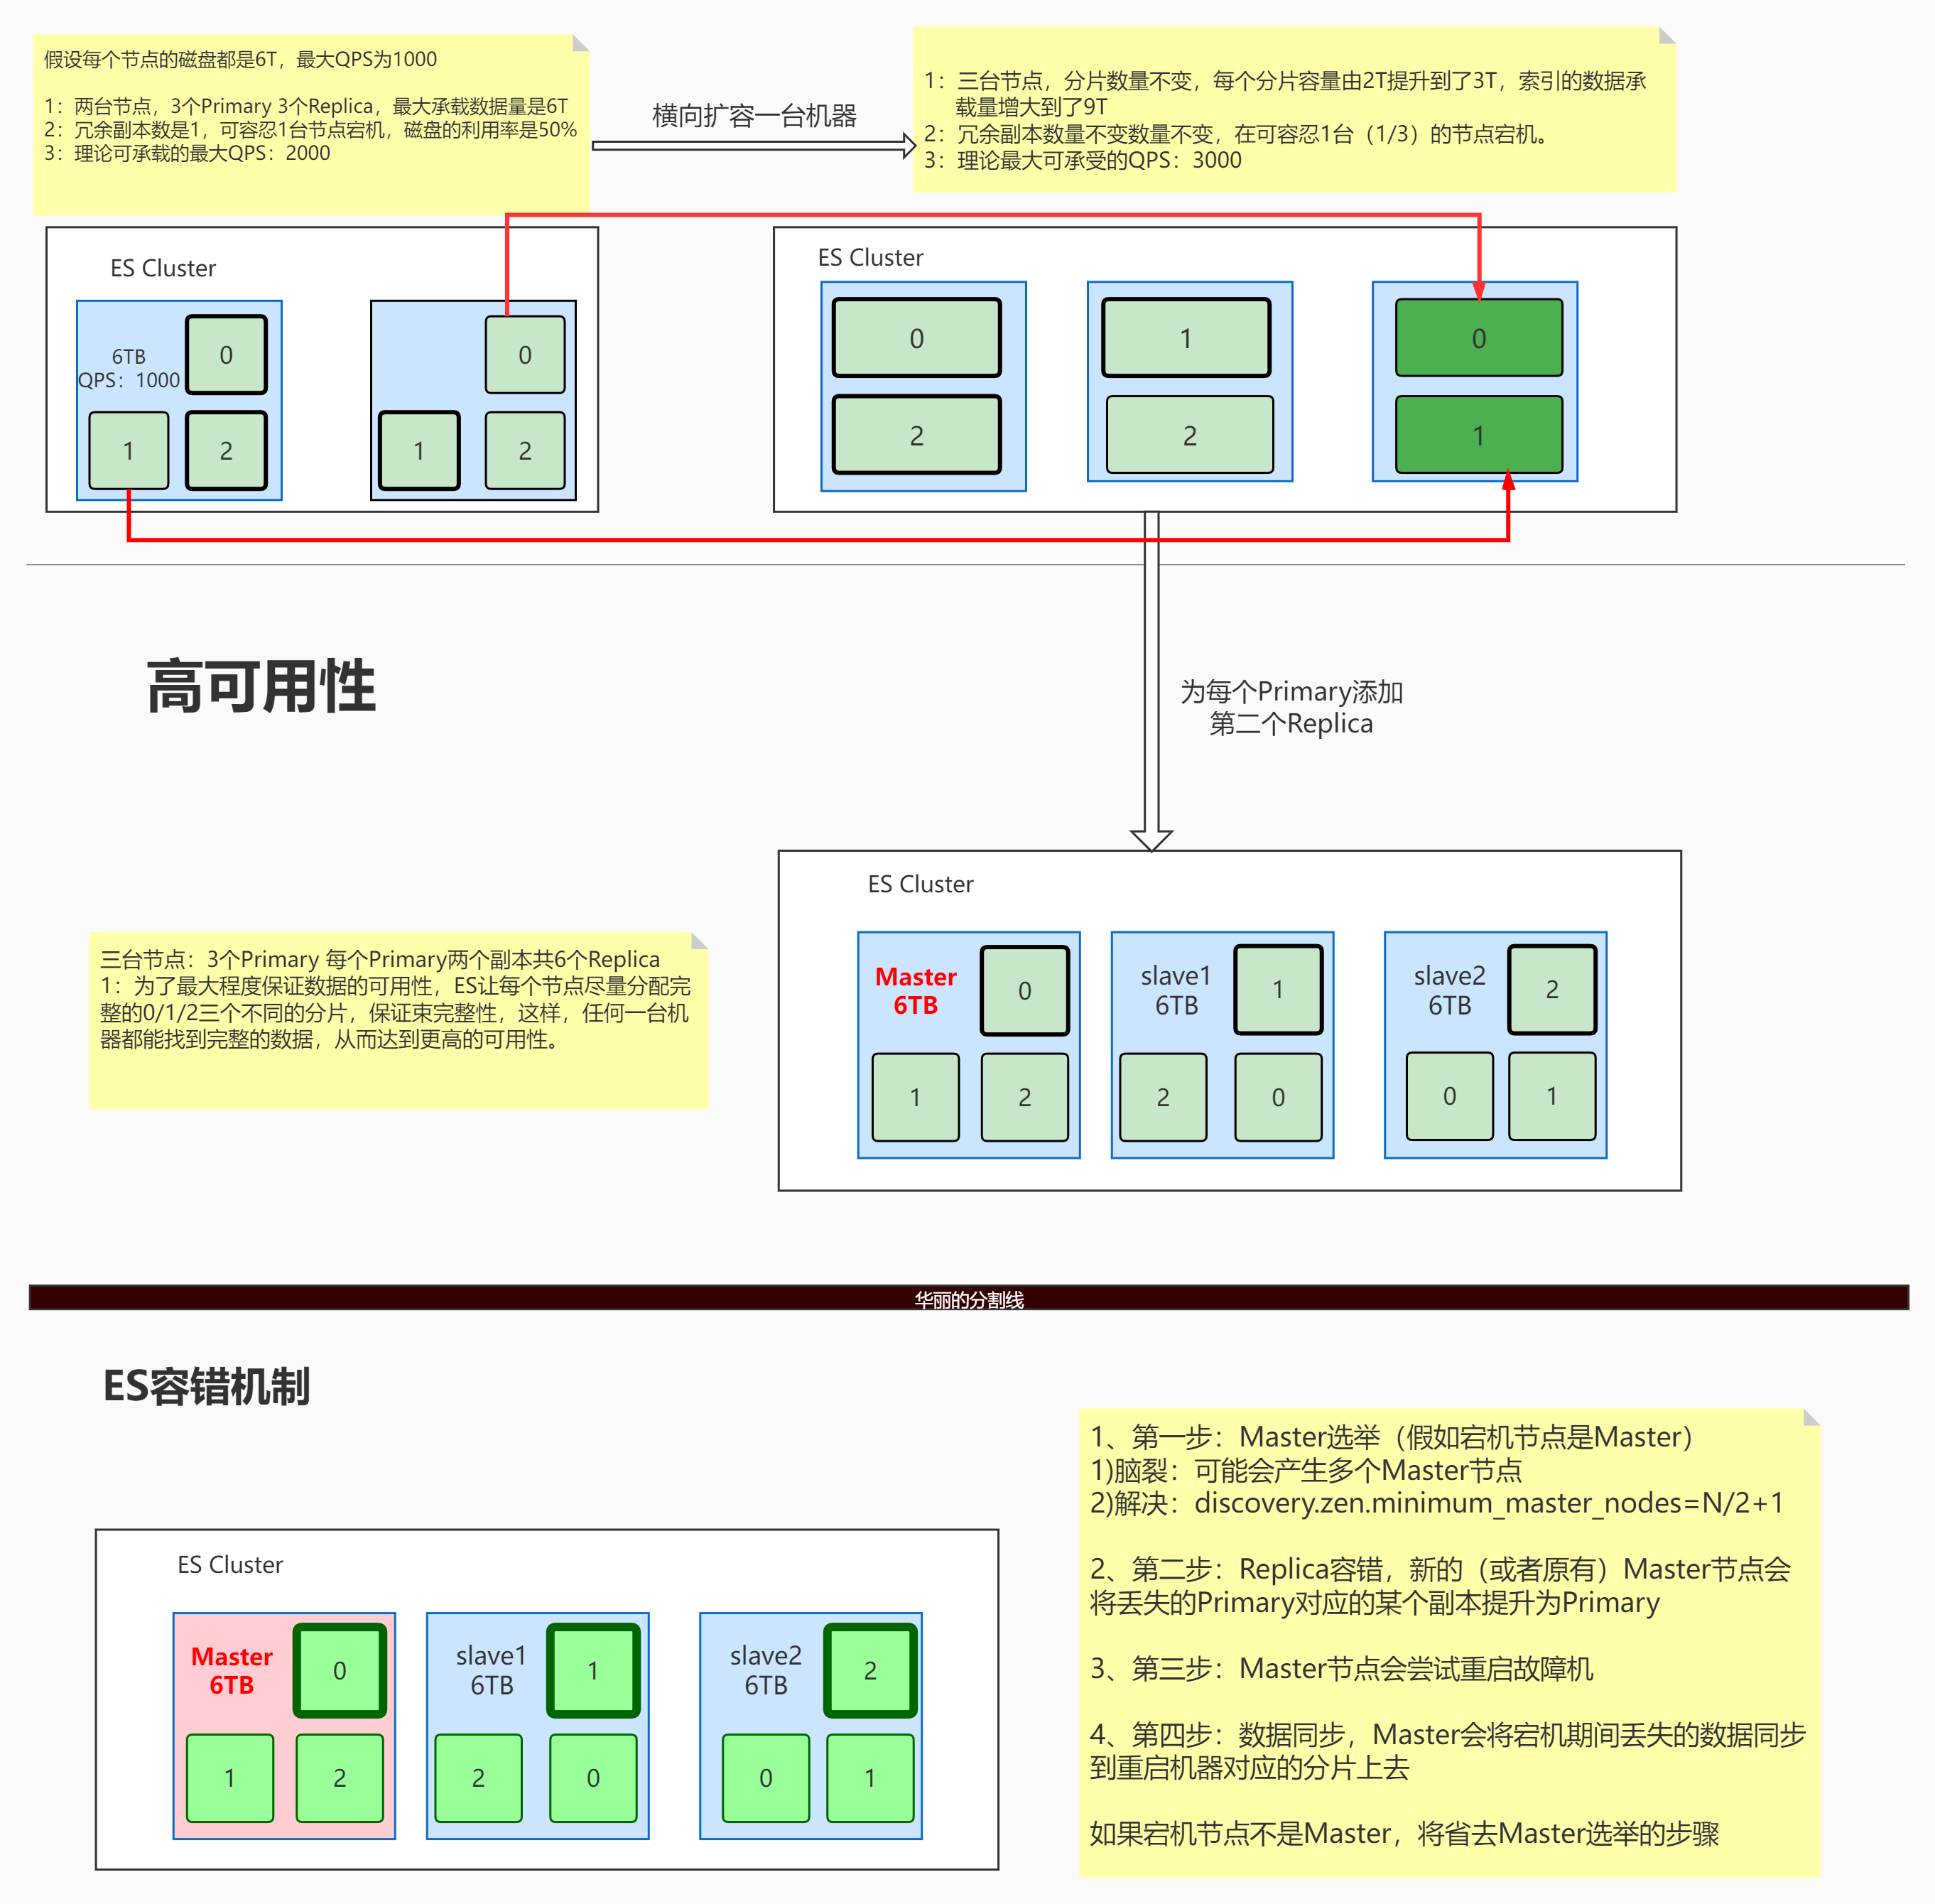 假设每个节点的磁盘都是6T，最大QPS为1000
1：两台节点，3个Primary 3个Replica，最大承载数据量是6T
2：冗余副本数是1，可容忍1台节点宕机，磁盘的利用率是50%
3：理论可承载的最大QPS：2000
横向扩容一台机器
1：三台节点，分片数量不变，每个分片容量由2T提升到了3T，索引的数据承
载量增大到了9T
2：冗余副本数量不变数量不变，在可容忍1台（1/3）的节点宕机。
3：理论最大可承受的QPS：3000
ES Cluster
6TB
QPS：1000
0
1
2
0
1
2
ES Cluster
0
2
1
2
0
1
高可用性
为每个Primary添加
第二个Replica
三台节点：3个Primary 每个Primary两个副本共6个Replica
1：为了最大程度保证数据的可用性，ES让每个节点尽量分配完
整的0/1/2三个不同的分片，保证束完整性，这样，任何一台机
器都能找到完整的数据，从而达到更高的可用性。
ES Cluster
Master
6TB
0
1
2
slave1
6TB
1
2
0
slave2
6TB
2
0
1
华丽的分割线
ES容错机制
ES Cluster
Master
6TB
0
1
2
slave1
6TB
1
2
0
slave2
6TB
2
0
1
1、第一步：Master选举（假如宕机节点是Master）
1)脑裂：可能会产生多个Master节点
2)解决：discovery.zen.minimum_master_nodes=N/2+1
2、第二步：Replica容错，新的（或者原有）Master节点会
将丢失的Primary对应的某个副本提升为Primary
3、第三步：Master节点会尝试重启故障机
4、第四步：数据同步，Master会将宕机期间丢失的数据同步
到重启机器对应的分片上去
如果宕机节点不是Master，将省去Master选举的步骤